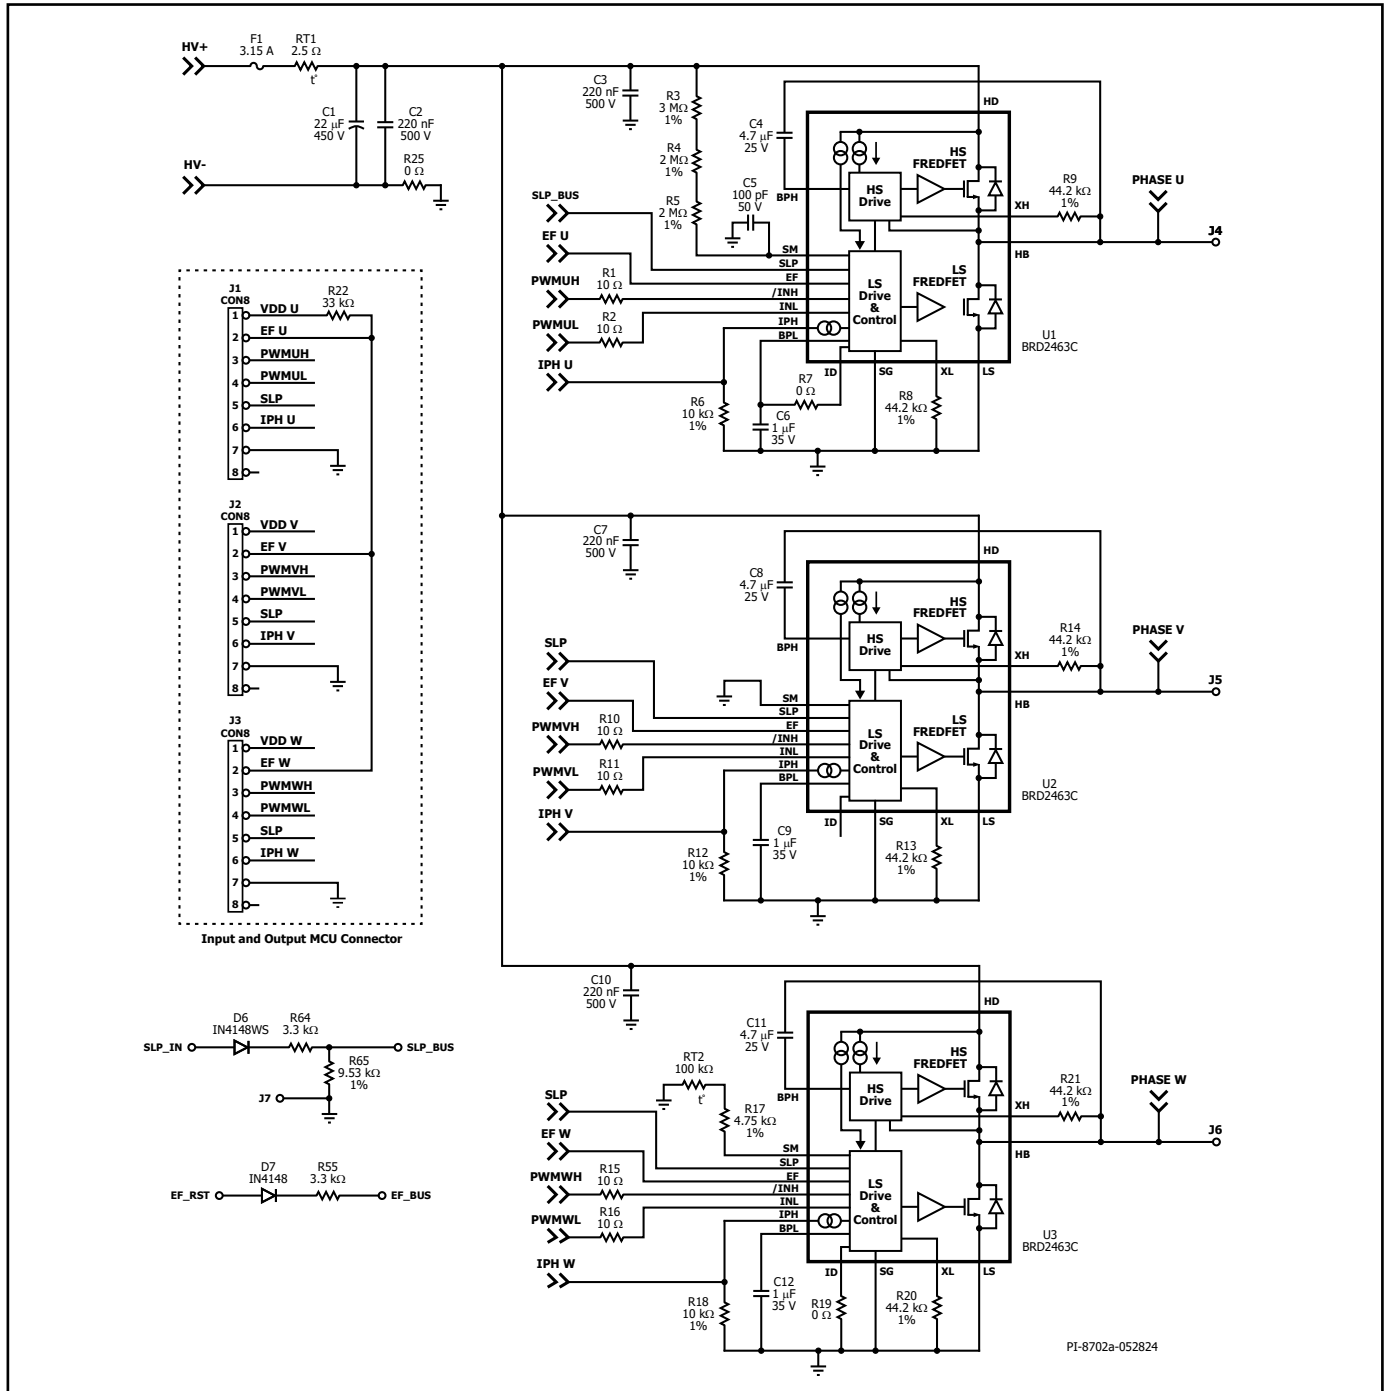 HV+
F1
3.15 A
RT1
2.5 Ω
t°
C1
22 µF
450 V
C2
220 nF
500 V
R25
0 Ω
HV-
C3
220 nF
500 V
R3
3 MΩ
1%
R4
2 MΩ
1%
R5
2 MΩ
1%
C4
4.7 µF
25 V
C5
100 pF
50 V
SLP_BUS
EF U
PWMUH
R1
10 Ω
PWMUL
R2
10 Ω
IPH U
R6
10 kΩ
1%
R7
0 Ω
C6
1 µF
35 V
R8
44.2 kΩ
1%
BPH
SM
SLP
EF
/INH
INL
IPH
BPL
ID
SG
XL
LS
HD
XH
HB
HS
FREDFET
HS
Drive
LS
FREDFET
LS
Drive
&
Control
U1
BRD2463C
R9
44.2 kΩ
1%
PHASE U
J4
J1
CON8
1 VDD U
R22
33 kΩ
2 EF U
3 PWMUH
4 PWMUL
5 SLP
6 IPH U
7
8
J2
CON8
1 VDD V
2 EF V
3 PWMVH
4 PWMVL
5 SLP
6 IPH V
7
8
J3
CON8
1 VDD W
2 EF W
3 PWMWH
4 PWMWL
5 SLP
6 IPH W
7
8
Input and Output MCU Connector
C7
220 nF
500 V
C8
4.7 µF
25 V
SLP
EF V
PWMVH
R10
10 Ω
PWMVL
R11
10 Ω
IPH V
R12
10 kΩ
1%
C9
1 µF
35 V
R13
44.2 kΩ
1%
BPH
SM
SLP
EF
/INH
INL
IPH
BPL
ID
SG
XL
LS
HD
XH
HB
HS
FREDFET
HS
Drive
LS
FREDFET
LS
Drive
&
Control
U2
BRD2463C
R14
44.2 kΩ
1%
PHASE V
J5
D6
IN4148WS
R64
3.3 kΩ
SLP_IN
SLP_BUS
R65
9.53 kΩ
1%
J7
D7
IN4148
R55
3.3 kΩ
EF_RST
EF_BUS
C10
220 nF
500 V
C11
4.7 µF
25 V
RT2
100 kΩ
t°
R17
4.75 kΩ
1%
SLP
EF W
PWMWH
R15
10 Ω
PWMWL
R16
10 Ω
IPH W
R18
10 kΩ
1%
C12
1 µF
35 V
R19
0 Ω
R20
44.2 kΩ
1%
BPH
SM
SLP
EF
/INH
INL
IPH
BPL
ID
SG
XL
LS
HD
XH
HB
HS
FREDFET
HS
Drive
LS
FREDFET
LS
Drive
&
Control
U3
BRD2463C
R21
44.2 kΩ
1%
PHASE W
J6
PI-8702a-052824